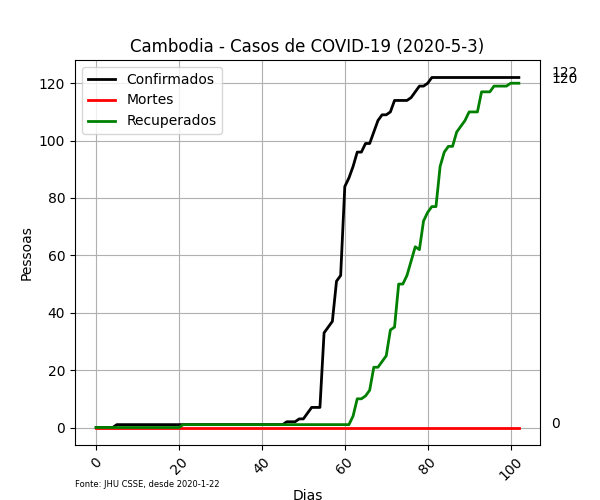 Cambodia - Casos de COVID-19 (2020-5-3)
Confirmados
Mortes
Recuperados
122
120
0
Pessoas
120
100
80
60
40
20
0
0
20
40
60
80
100
Fonte: JHU CSSE, desde 2020-1-22
Dias